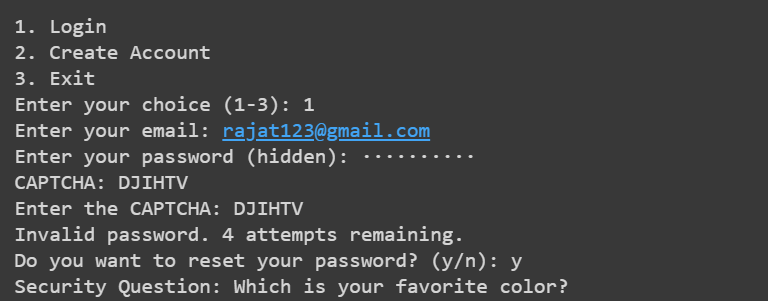 1. Login
2. Create Account
3. Exit
Enter your choice (1-3): 1
Enter your email: rajat123@gmail.com
Enter your password (hidden): ··········
CAPTCHA: DJIHTV
Enter the CAPTCHA: DJIHTV
Invalid password. 4 attempts remaining.
Do you want to reset your password? (y/n): y
Security Question: Which is your favorite color?